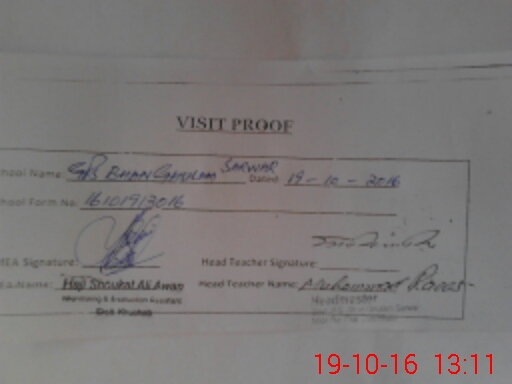 VISIT PROOF
chool Name: G/B BHAN GHULAM SARWAR Dated: 19-10-2016
chool Form No: 16101913016
MEA Signature: Head Teacher Signature:
EA Name: Haji Shoukat Ali Awan Head Teacher Name: Muhammad
Monitoring & Evaluation Assistant Headmaster
Distt Khushab
19-10-16 13:11